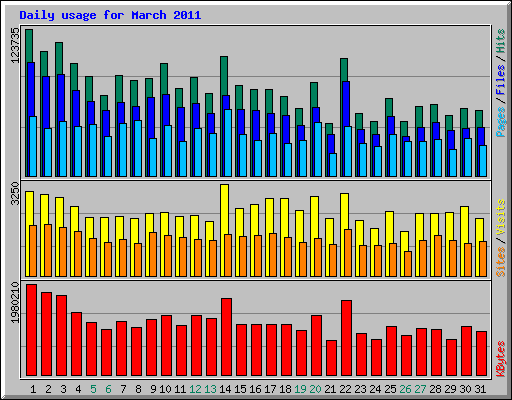 Daily usage for March 2011
123735
Pages / Files / Hits
3250
Sites / Visits
1980210
KBytes
1 2 3 4 5 6 7 8 9 10 11 12 13 14 15 16 17 18 19 20 21 22 23 24 25 26 27 28 29 30 31